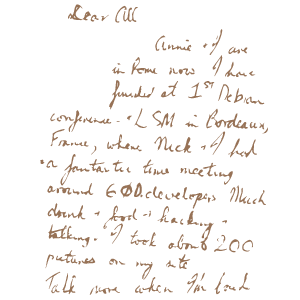 Dear All
Annie + I are
in Rome now I have
funded at 1ST Debian
conference - LSM in Bordeaux,
France, where Nick + I had
a fantastic time meeting
around 600 developers Much
drink + food + hacking +
talking. I took about 200
pictures on my site
Talk more when I'm